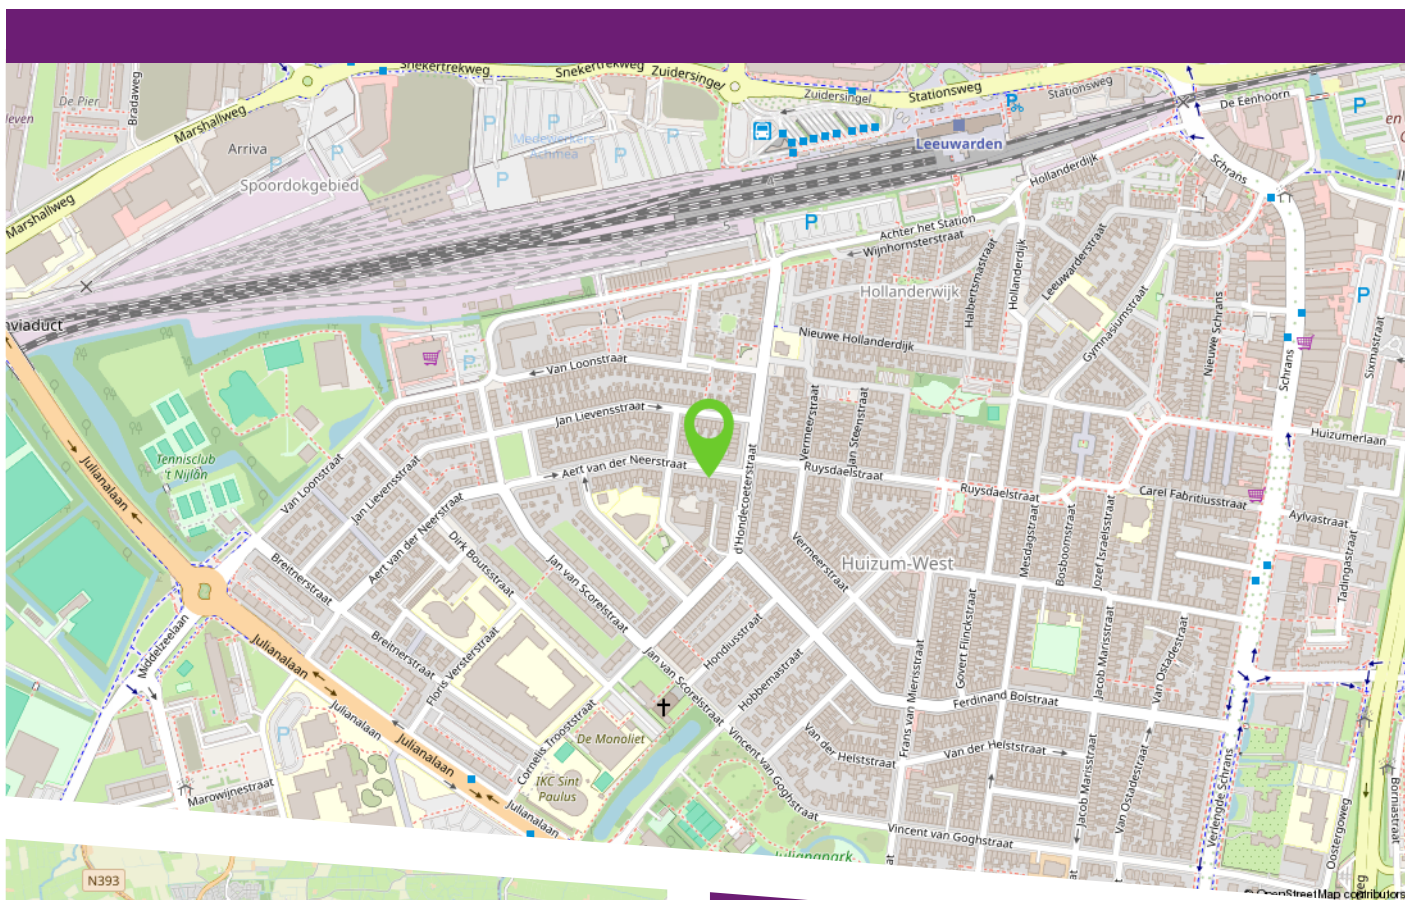 Snekertrekweg
Snekertrekweg
Zuidersingel
Zuidersingel
Stationsweg
Stationsweg
De Eenhoorn
De Pier
Bradaweg
Marshallweg
Arriva
Spoordokgebied
Medewerkers
Achmea
P
P
P
P
P
P
P
Leeuwarden
Schrans
Hollanderdijk
Marshallweg
P
Achter het Station
Wijnhornsterstraat
Halbertsmastraat
Hollanderdijk
Leeuwarderstraat
Hollanderwijk
Gymnasiumstraat
Nieuwe Schrans
P
Sixmastraat
Schrans
Nieuwe Hollanderdijk
P
Van Loonstraat
Jan Lievensstraat
Vermeerstraat
Jan Steenstraat
Huizumerlaan
Tennisclub
't Nijlân
Julianalaan
Van Loonstraat
Jan Lievensstraat
Aert van der Neerstraat
Aert van der Neerstraat
d'Hondecoeterstraat
Ruysdaelstraat
Ruysdaelstraat
Carel Fabritiusstraat
Aylvastraat
Tadingastraat
Mesdagstraat
Bosboomstraat
Jozef Israelsstraat
Breitnerstraat
Dirk Boutsstraat
Jan van Scorelstraat
Vermeerstraat
Huizum-West
Middelzeelaan
Julianalaan
Breitnerstraat
Floris Versterstraat
Hondiusstraat
Hobbemastraat
Jan van Scorelstraat
Frans van Mierisstraat
Govert Flinckstraat
Jacob Marisstraat
Van Ostadestraat
Ferdinand Bolstraat
P
Julianalaan
Julianalaan
Cornelis Trooststraat
De Monoliet
IKC Sint
Paulus
Julianalaan
Vincent van Goghstraat
Van der Helststraat
Van der Helststraat
Jacob Marisstraat
Van Ostadestraat
Verlengde Schrans
Marowijnestraat
Vincent van Goghstraat
Julianapark
Oostergoweg
Borniastraat
N393
© OpenStreetMap contributors